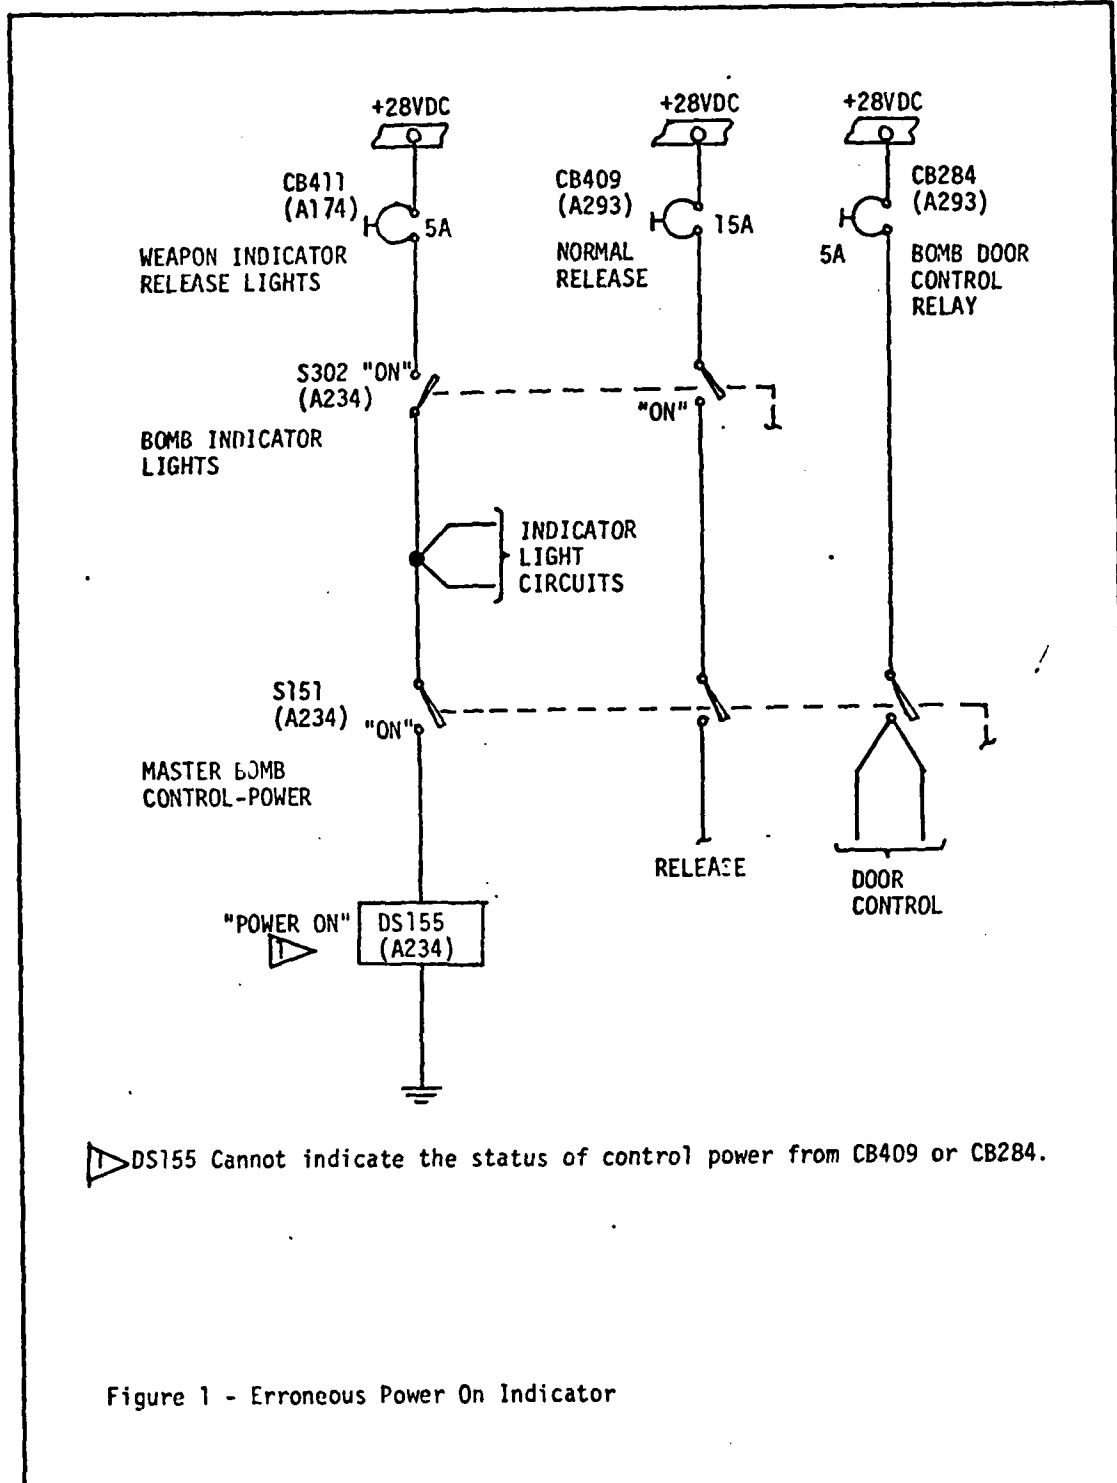 +28VDC
+28VDC
+28VDC
CB411
(A174)
5A
WEAPON INDICATOR
RELEASE LIGHTS
CB409
(A293)
15A
NORMAL
RELEASE
CB284
(A293)
5A
BOMB DOOR
CONTROL
RELAY
S302 "ON"
(A234)
"ON"
BOMB INDICATOR
LIGHTS
INDICATOR
LIGHT
CIRCUITS
S151
(A234)
"ON"
MASTER BOMB
CONTROL-POWER
RELEASE
DOOR
CONTROL
"POWER ON"
1
DS155
(A234)
1 DS155 Cannot indicate the status of control power from CB409 or CB284.
Figure 1 - Erroneous Power On Indicator